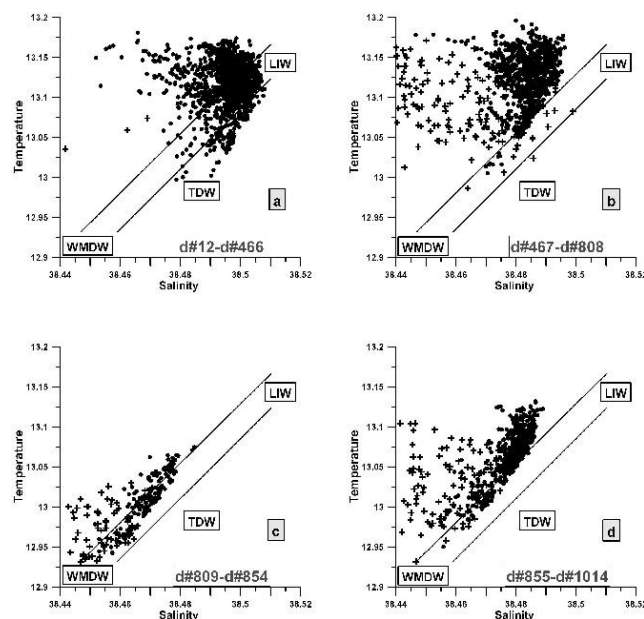 13.2
13.15
13.1
13.05
13
12.95
12.9
Temperature
LIW
TDW
WMDW
a
d#12-d#466
38.44 38.46 38.48 38.5 38.52
Salinity
13.2
13.15
13.1
13.05
13
12.95
12.9
Temperature
LIW
TDW
WMDW
b
d#467-d#808
38.44 38.46 38.48 38.5 38.52
Salinity
13.2
13.15
13.1
13.05
13
12.95
12.9
Temperature
LIW
TDW
WMDW
c
d#809-d#854
38.44 38.46 38.48 38.5 38.52
Salinity
13.2
13.15
13.1
13.05
13
12.95
12.9
Temperature
LIW
TDW
WMDW
d
d#855-d#1014
38.44 38.46 38.48 38.5 38.52
Salinity